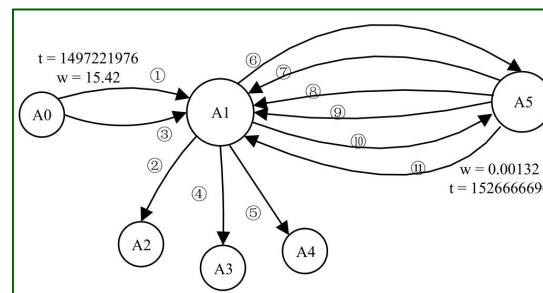 t = 1497221976
w = 15.42
①
⑥
⑦
⑧
⑨
⑩
⑪
③
②
④
⑤
A0
A1
A5
w = 0.00132
t = 1526666690
A2
A3
A4